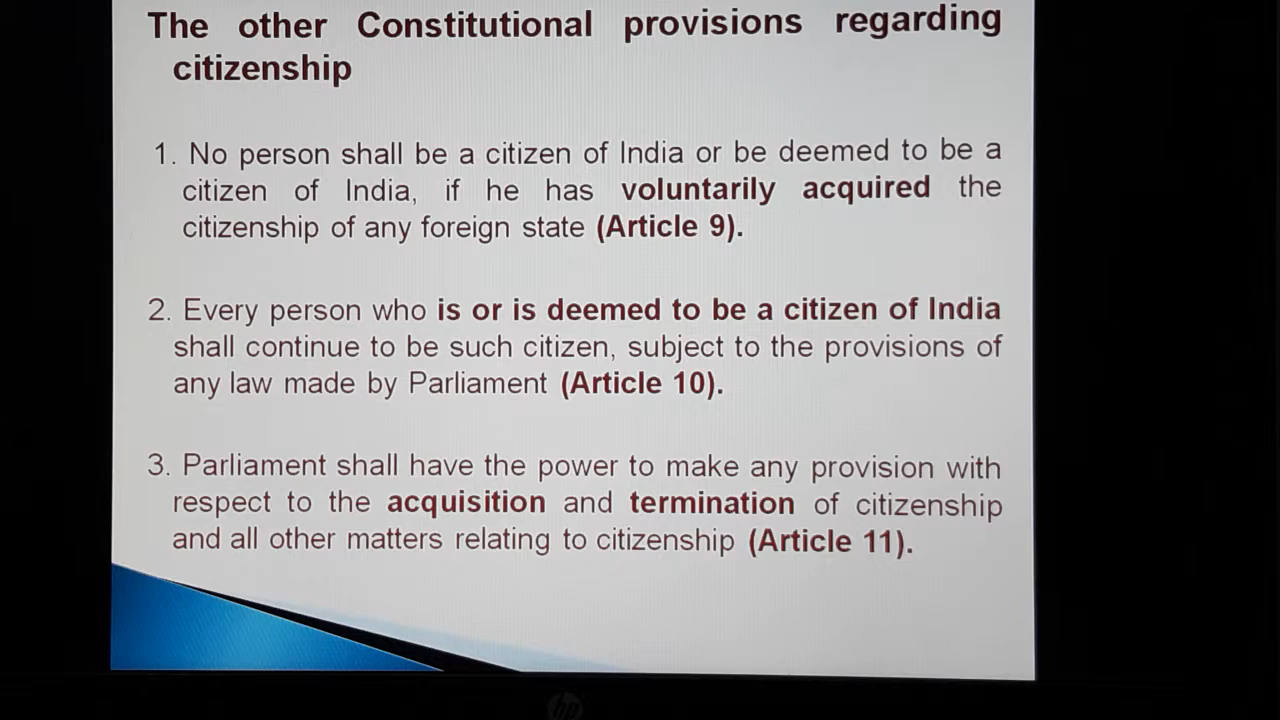 The other Constitutional provisions regarding
citizenship
1. No person shall be a citizen of India or be deemed to be a
citizen of India, if he has voluntarily acquired the
citizenship of any foreign state (Article 9).
2. Every person who is or is deemed to be a citizen of India
shall continue to be such citizen, subject to the provisions of
any law made by Parliament (Article 10).
3. Parliament shall have the power to make any provision with
respect to the acquisition and termination of citizenship
and all other matters relating to citizenship (Article 11).
hp